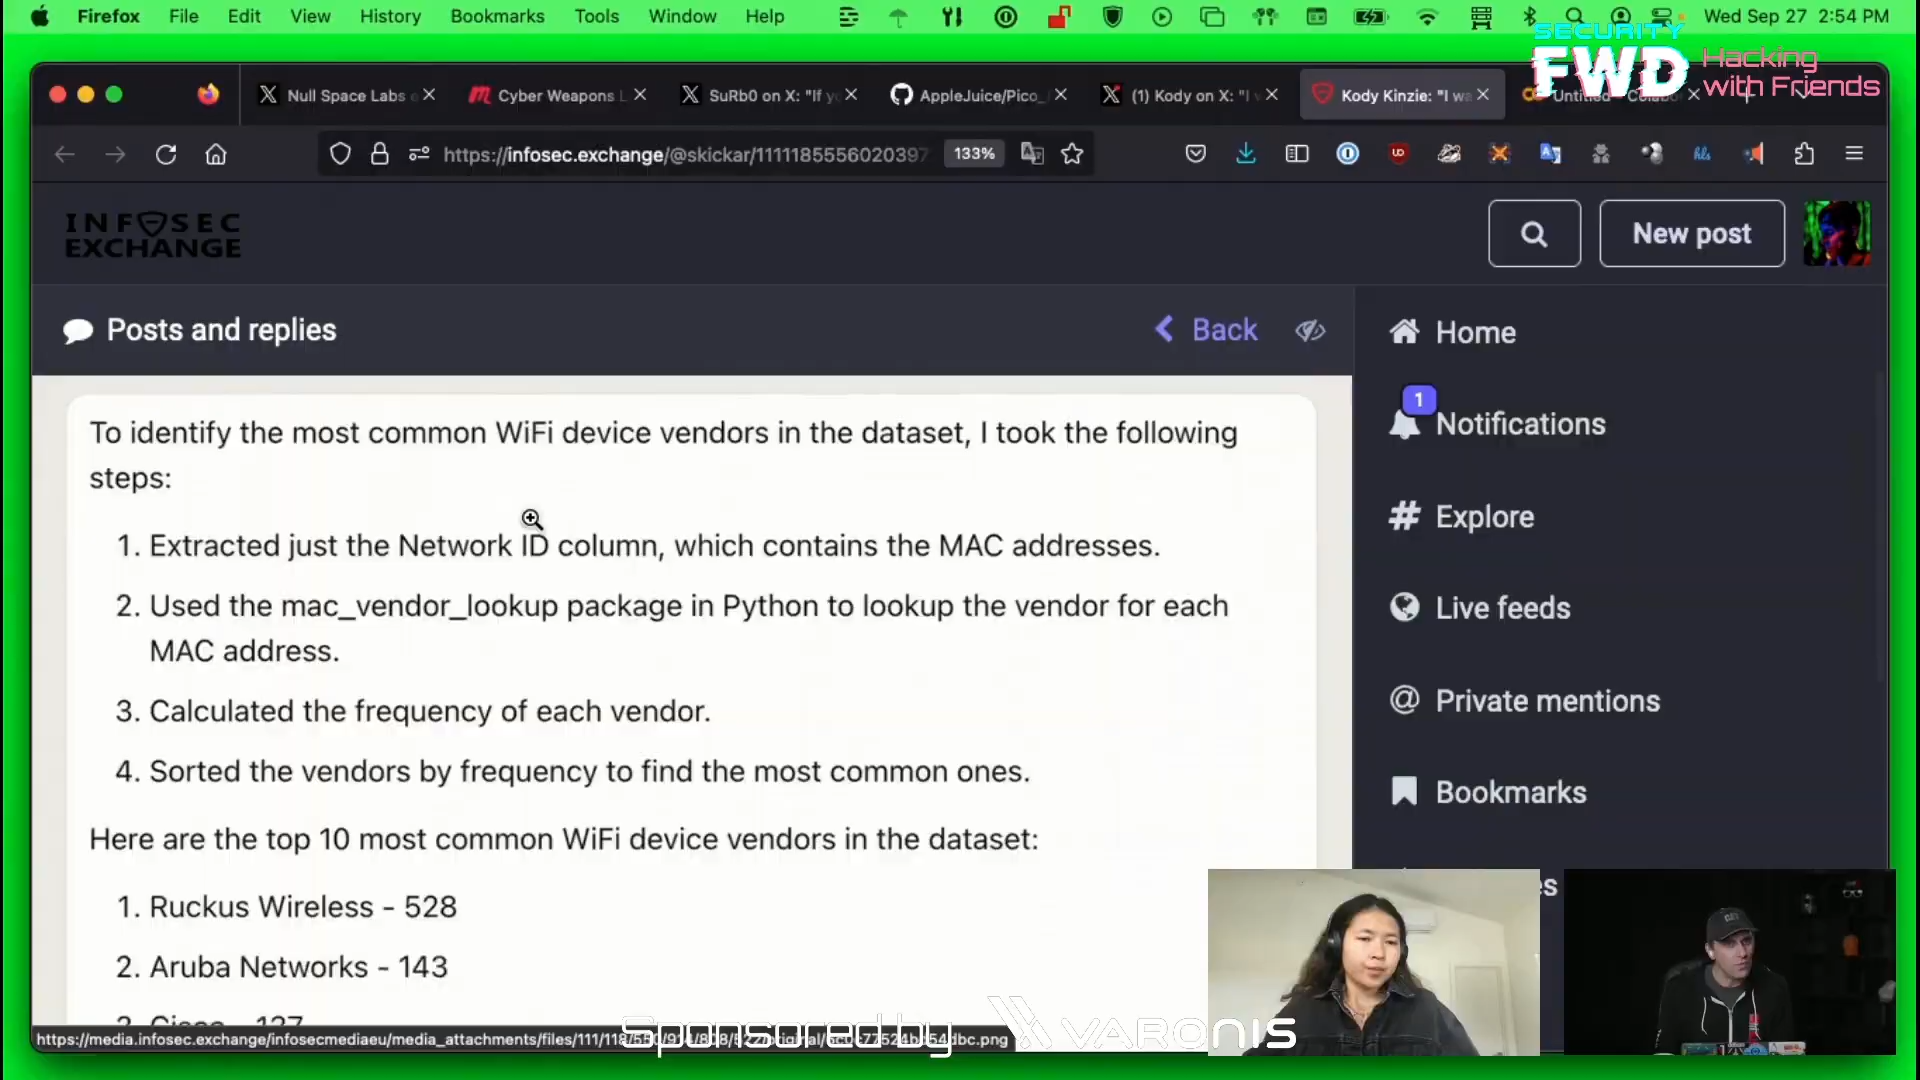 Firefox File Edit View History Bookmarks Tools Window Help Wed Sep 27 2:54 PM
SECURITY
FWD Hacking
with Friends
Null Space Labs Cyber Weapons L SuRb0 on X: "If y AppleJuice/Pico_ (1) Kody on X: "I Kody Kinzie: "I wa
https://infosec.exchange/@skickar/1111185556020397 133%
INFOSEC
EXCHANGE
New post
Posts and replies Back
Home
1
Notifications
Explore
Live feeds
Private mentions
Bookmarks
To identify the most common WiFi device vendors in the dataset, I took the following
steps:
1. Extracted just the Network ID column, which contains the MAC addresses.
2. Used the mac_vendor_lookup package in Python to lookup the vendor for each
MAC address.
3. Calculated the frequency of each vendor.
4. Sorted the vendors by frequency to find the most common ones.
Here are the top 10 most common WiFi device vendors in the dataset:
1. Ruckus Wireless - 528
2. Aruba Networks - 143
Sponsored by VARONIS